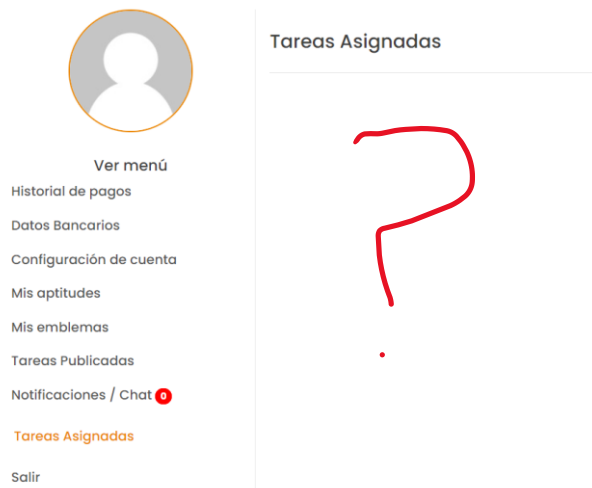 Tareas Asignadas
Ver menú
Historial de pagos
Datos Bancarios
Configuración de cuenta
Mis aptitudes
Mis emblemas
Tareas Publicadas
Notificaciones / Chat 0
Tareas Asignadas
Salir
?